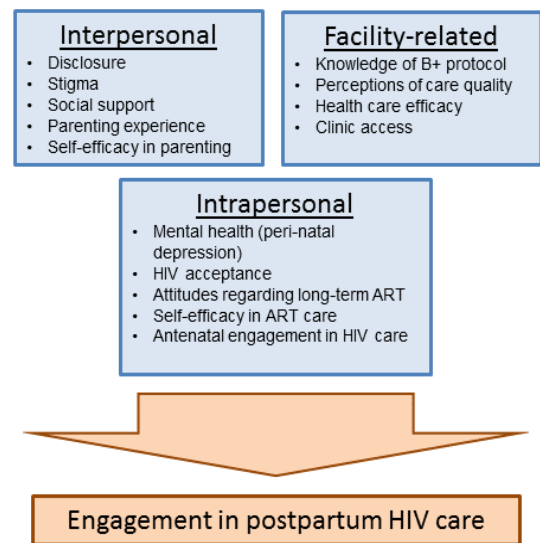 Interpersonal
• Disclosure
• Stigma
• Social support
• Parenting experience
• Self-efficacy in parenting
Facility-related
• Knowledge of B+ protocol
• Perceptions of care quality
• Health care efficacy
• Clinic access
Intrapersonal
• Mental health (peri-natal
depression)
• HIV acceptance
• Attitudes regarding long-term ART
• Self-efficacy in ART care
• Antenatal engagement in HIV care
Engagement in postpartum HIV care